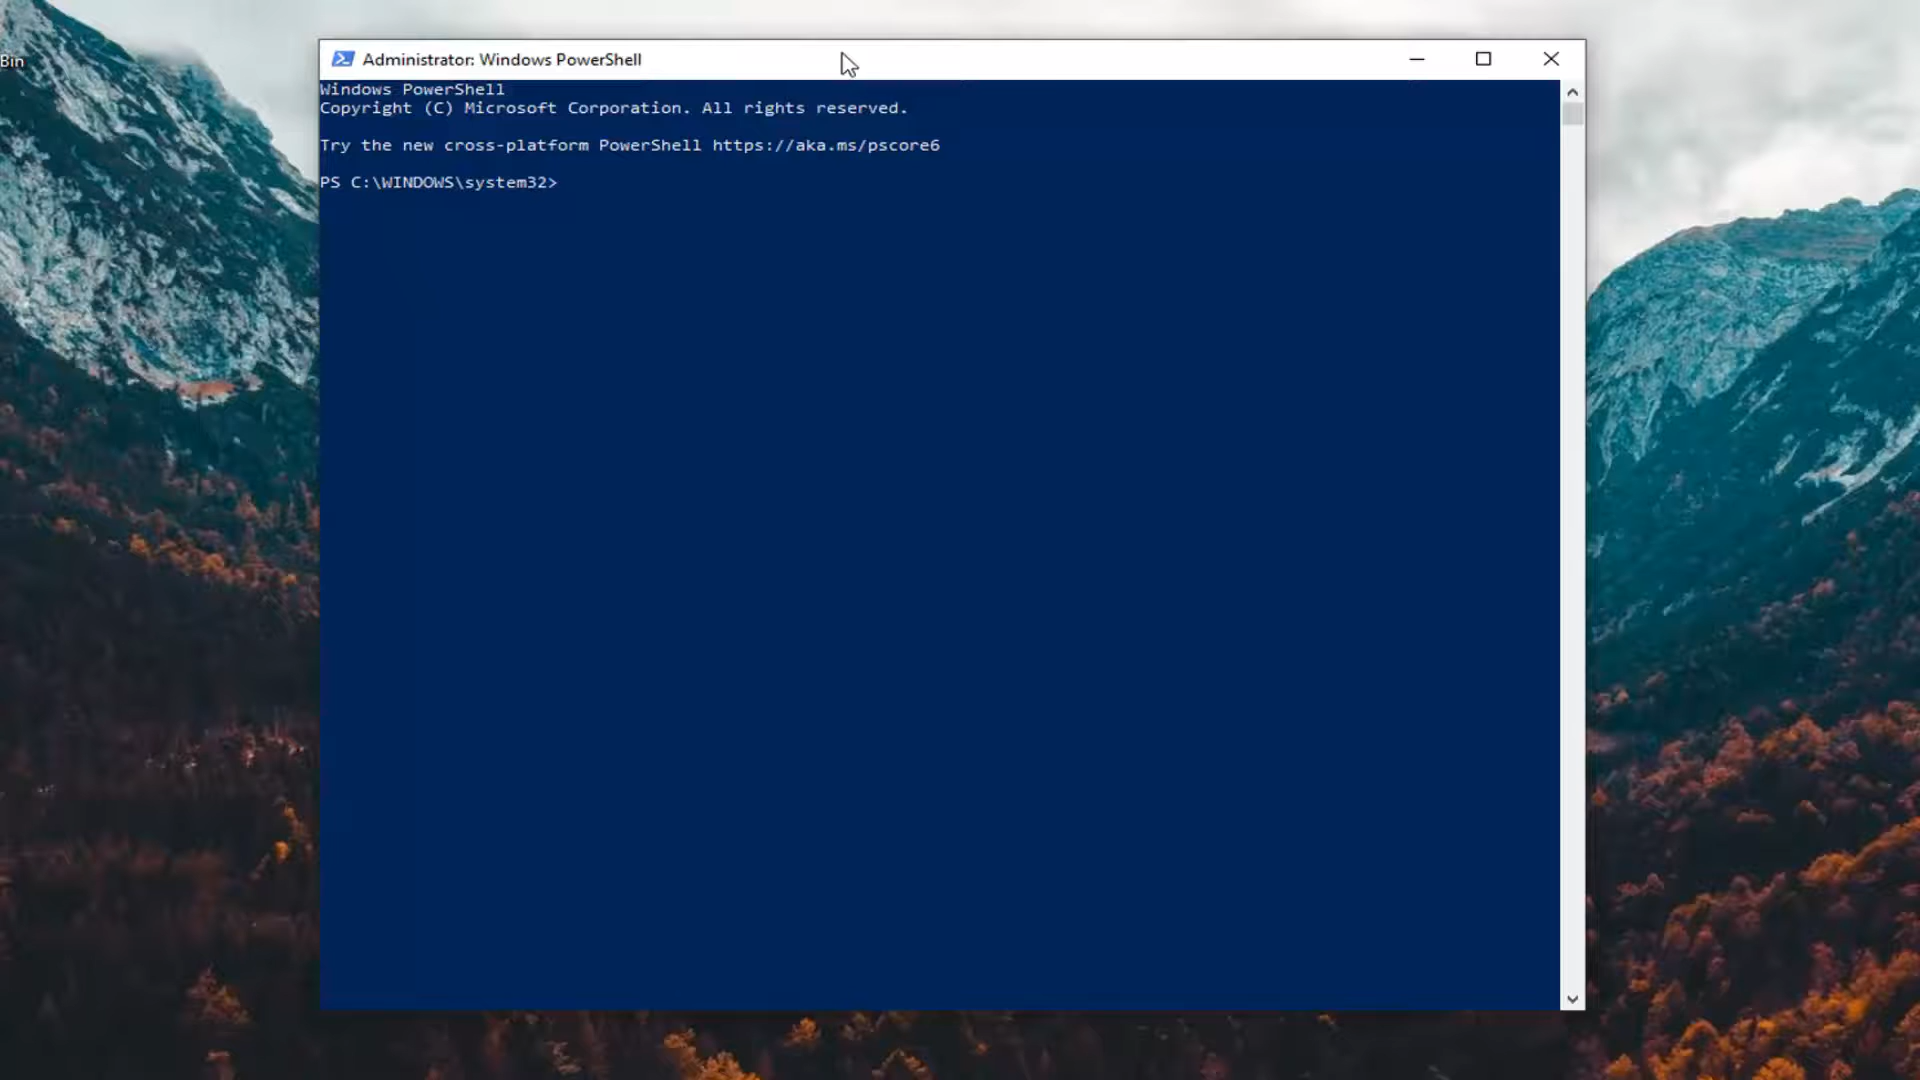 Bin
Administrator: Windows PowerShell
Windows PowerShell
Copyright (C) Microsoft Corporation. All rights reserved.
Try the new cross-platform PowerShell https://aka.ms/pscore6
PS C:\WINDOWS\system32>